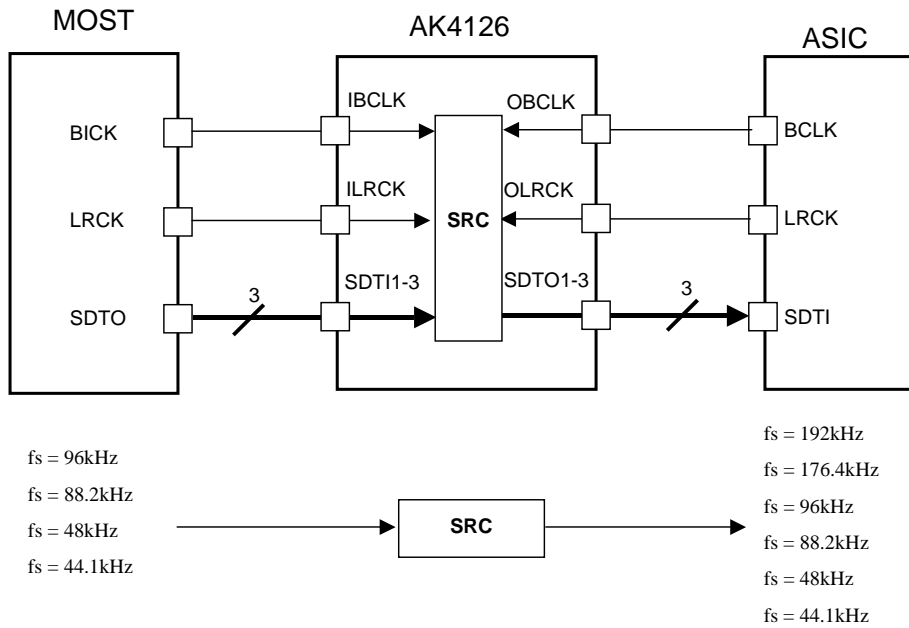 MOST
AK4126
ASIC
IBCLK
OBCLK
BICK
BCLK
ILRCK
OLRCK
LRCK
SRC
LRCK
SDTI1-3
SDTO1-3
3
3
SDTO
SDTI
fs = 96kHz
fs = 88.2kHz
fs = 48kHz
fs = 44.1kHz
SRC
fs = 192kHz
fs = 176.4kHz
fs = 96kHz
fs = 88.2kHz
fs = 48kHz
fs = 44.1kHz